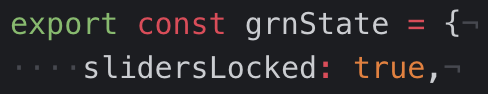 export const grnState = {¬
····slidersLocked: true,¬